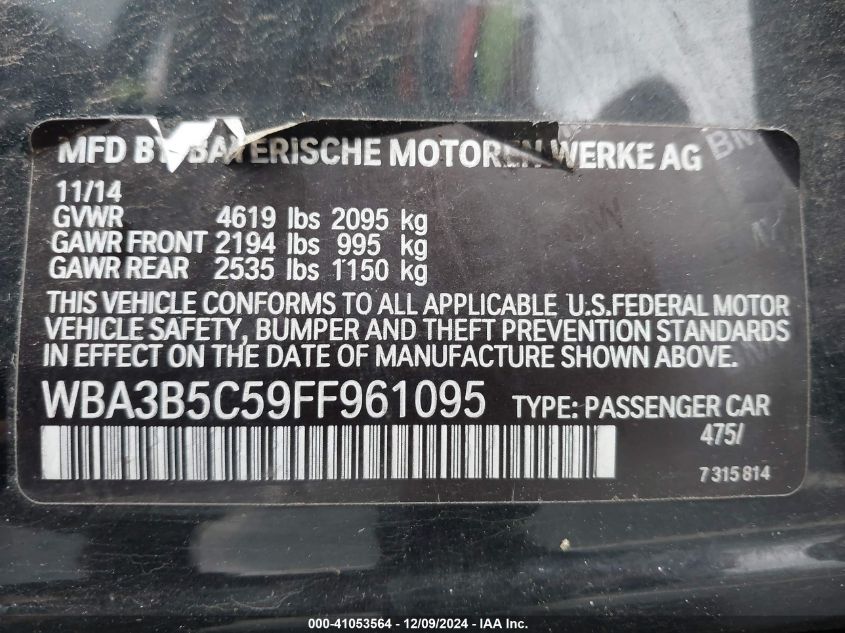 MFD BY BAYERISCHE MOTOREN WERKE AG
11/14
GVWR 4619 lbs 2095 kg
GAWR FRONT 2194 lbs 995 kg
GAWR REAR 2535 lbs 1150 kg
THIS VEHICLE CONFORMS TO ALL APPLICABLE U.S.FEDERAL MOTOR
VEHICLE SAFETY, BUMPER AND THEFT PREVENTION STANDARDS
IN EFFECT ON THE DATE OF MANUFACTURE SHOWN ABOVE.
WBA3B5C59FF961095 TYPE: PASSENGER CAR
475/
7 315 814
000-41053564 - 12/09/2024 - IAA Inc.